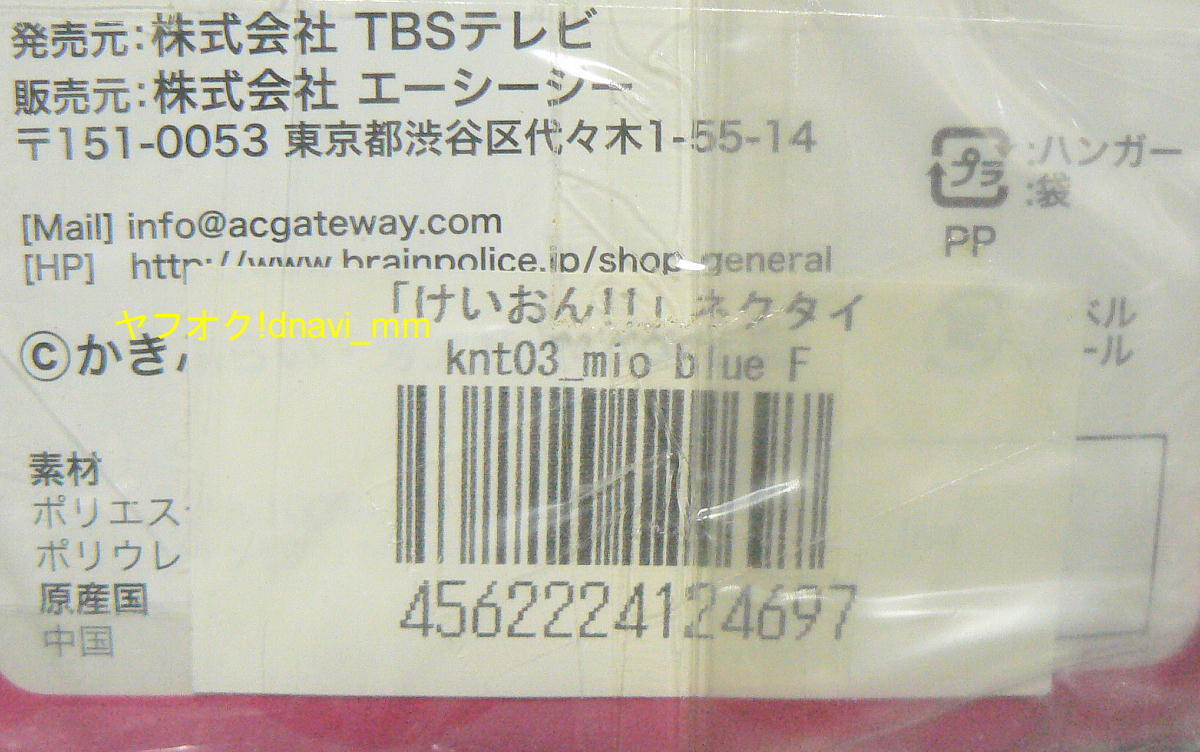 発売元:株式会社 TBSテレビ
販売元:株式会社 エーシーシー
〒151-0053 東京都渋谷区代々木1-55-14
プラ
:ハンガー
:袋
PP
[Mail] info@acgateway.com
[HP] http://www.brainpolice.jp/shop_general
「けいおん!!」ネクタイ
ヤフオク!dnavi_mm
knt03_mio blue F
©かき
4562224124697
素材
ポリエス
ポリウレ
原産国
中国